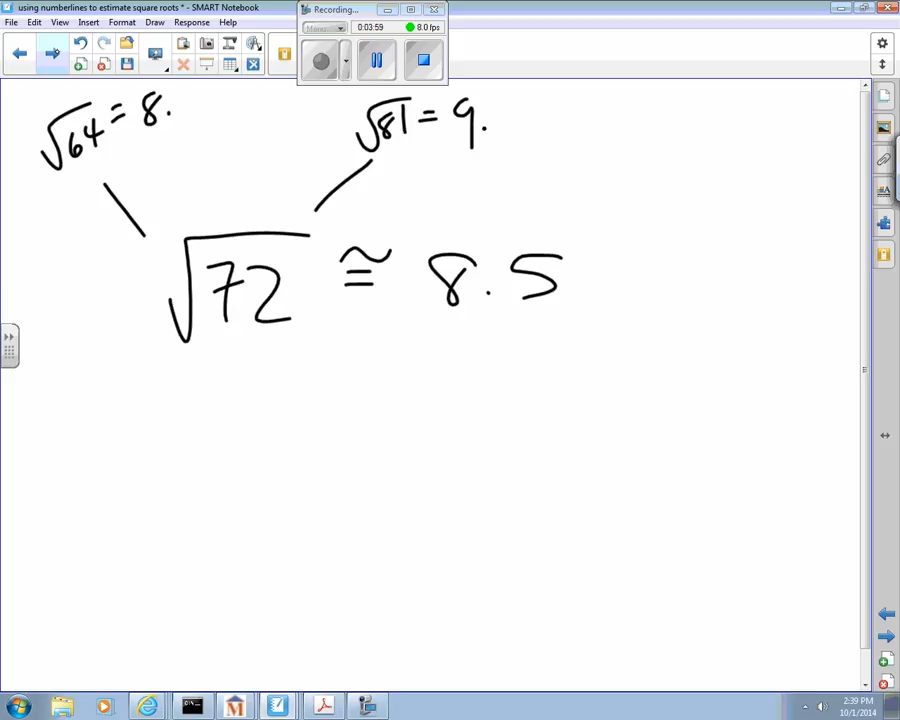 using numberlines to estimate square roots * - SMART Notebook
Recording...
File Edit View Insert Format Draw Response Help
Menu
0:03:59
8.0 fps
√64 = 8.
√81 = 9.
√72 ≅ 8.5
2:39 PM
10/1/2014